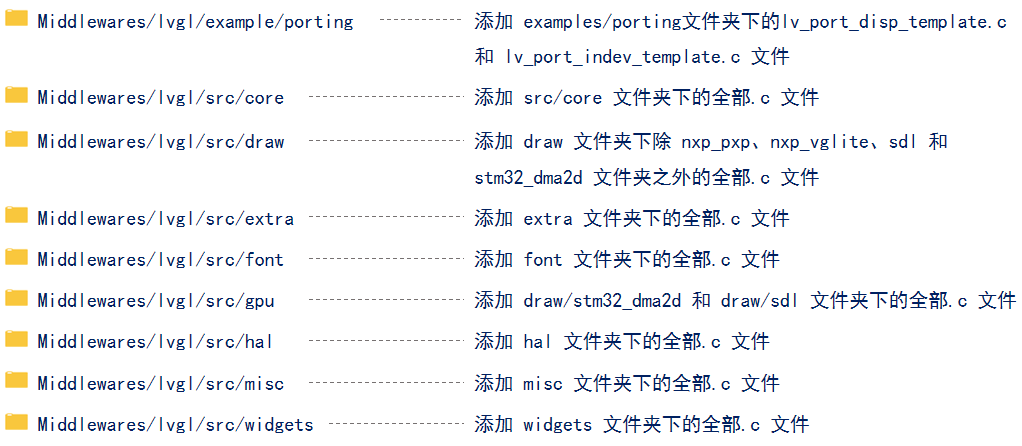 Middlewares/lvgl/example/porting 添加 examples/porting文件夹下的lv_port_disp_template.c
和 lv_port_indev_template.c 文件
Middlewares/lvgl/src/core 添加 src/core 文件夹下的全部.c 文件
Middlewares/lvgl/src/draw 添加 draw 文件夹下除 nxp_pxp、nxp_vglite、sdl 和
stm32_dma2d 文件夹之外的全部.c 文件
Middlewares/lvgl/src/extra 添加 extra 文件夹下的全部.c 文件
Middlewares/lvgl/src/font 添加 font 文件夹下的全部.c 文件
Middlewares/lvgl/src/gpu 添加 draw/stm32_dma2d 和 draw/sdl 文件夹下的全部.c 文件
Middlewares/lvgl/src/hal 添加 hal 文件夹下的全部.c 文件
Middlewares/lvgl/src/misc 添加 misc 文件夹下的全部.c 文件
Middlewares/lvgl/src/widgets 添加 widgets 文件夹下的全部.c 文件